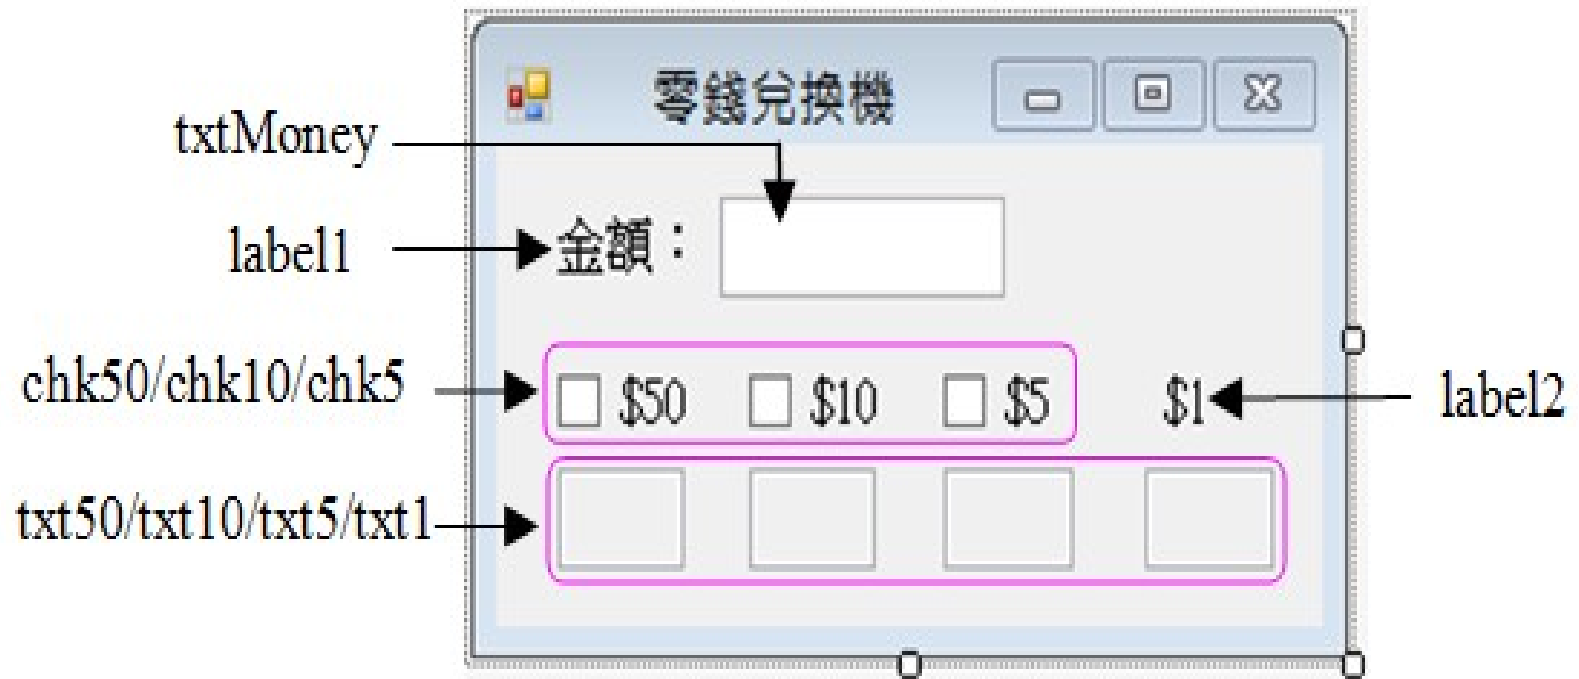 零錢兌換機
txtMoney
label1
金額：
chk50/chk10/chk5
$50
$10
$5
$1
label2
txt50/txt10/txt5/txt1